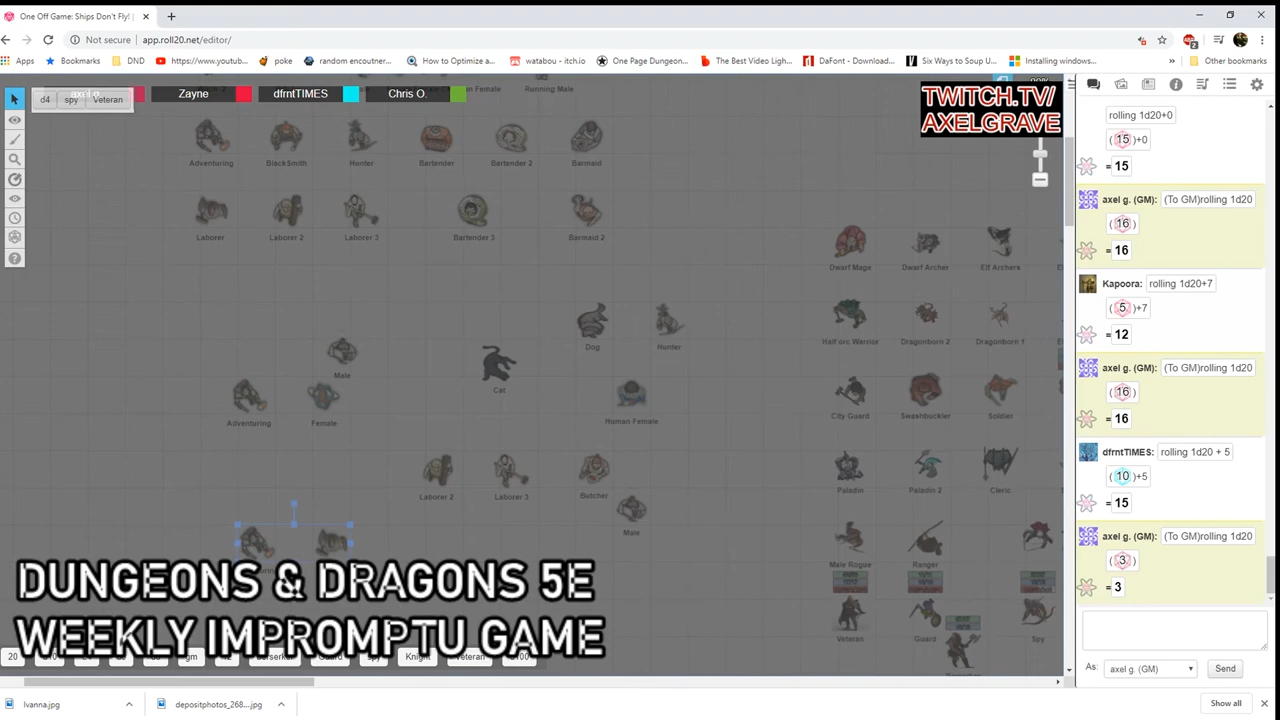 One Off Game: Ships Don't Fly!
Not secure
app.roll20.net/editor/
Apps
Bookmarks
DND
https://www.youtub...
poke
random encoutner...
How to Optimize a...
watabou - itch.io
One Page Dungeon...
The Best Video Ligh...
DaFont - Download...
Six Ways to Soup U...
Installing windows...
Other bookmarks
d4
spy
Veteran
Zayne
dfrntTIMES
Chris O.
Running Male
TWITCH.TV/
AXELGRAVE
Adventuring
BlackSmith
Hunter
Bartender
Bartender 2
Barmaid
Laborer
Laborer 2
Laborer 3
Bartender 3
Barmaid 2
Dwarf Mage
Dwarf Archer
Elf Archers
Dog
Hunter
Half orc Warrior
Dragonborn 2
Dragonborn 1
Male
Cat
Adventuring
Female
Human Female
City Guard
Swashbuckler
Soldier
Laborer 2
Laborer 3
Butcher
Male
Paladin
Paladin 2
Cleric
Male Rogue
Ranger
Veteran
Guard
Spy
DUNGEONS & DRAGONS 5E
WEEKLY IMPROMPTU GAME
20
gm
Berserker
Guard
spy
Knight
Veteran
d100
rolling 1d20+0
(15)+0
= 15
axel g. (GM): (To GM)rolling 1d20
(16)
= 16
Kapoora: rolling 1d20+7
(5)+7
= 12
axel g. (GM): (To GM)rolling 1d20
(16)
= 16
dfrntTIMES: rolling 1d20 + 5
(10)+5
= 15
axel g. (GM): (To GM)rolling 1d20
(3)
= 3
As:
axel g. (GM)
Send
Ivanna.jpg
depositphotos_268....jpg
Show all